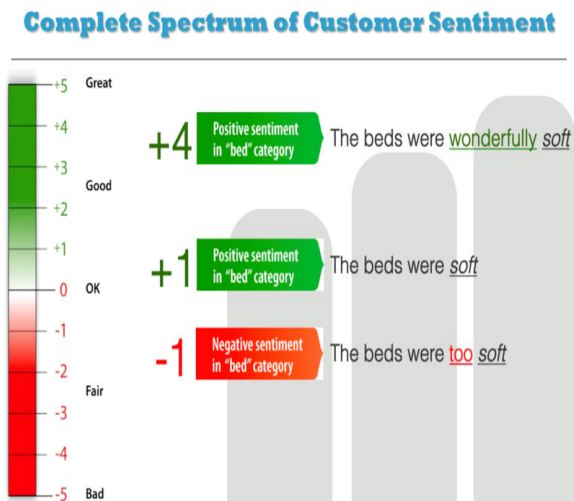 Complete Spectrum of Customer Sentiment
+5 Great
+4
+4 Positive sentiment
in "bed" category
The beds were wonderfully soft
+3
Good
+2
+1
+1 Positive sentiment
in "bed" category
The beds were soft
0 OK
-1
-1 Negative sentiment
in "bed" category
The beds were too soft
-2
Fair
-3
-4
-5 Bad